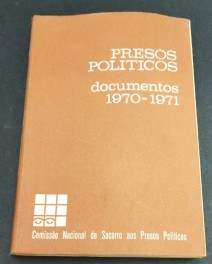 PRESOS
POLITICOS
documentos
1970-1971
Comissão Nacional de Socorro aos Presos Políticos